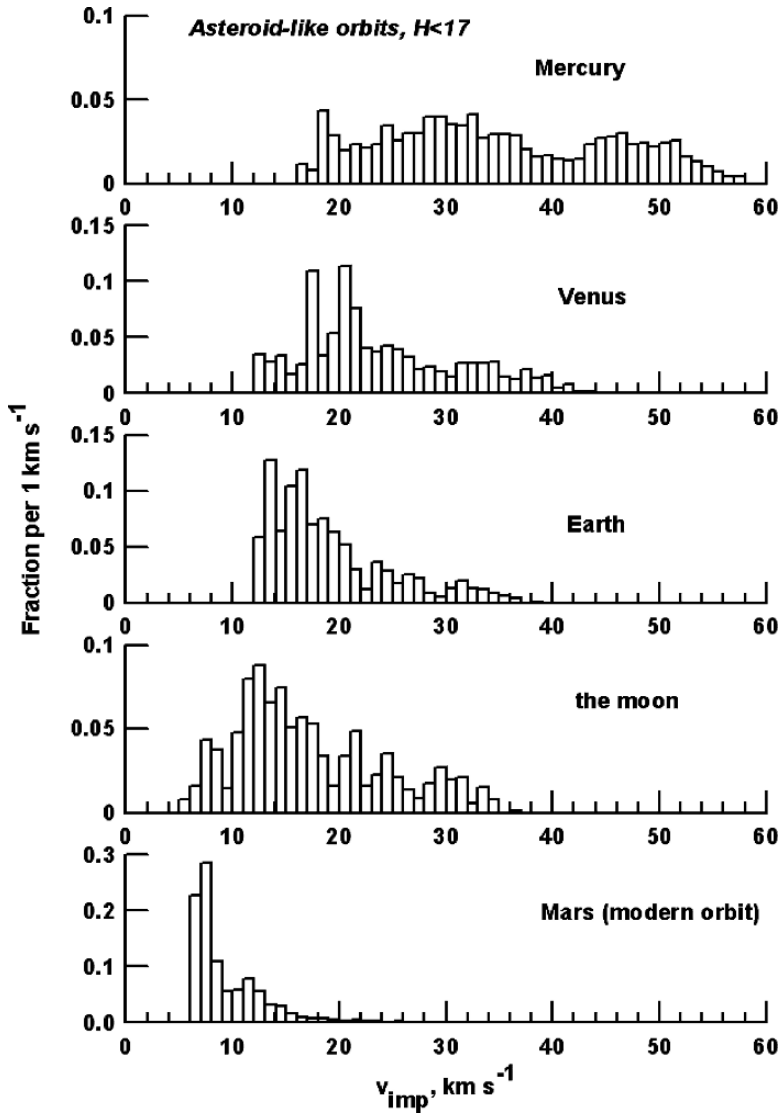 Asteroid-like orbits, H<17
Mercury
0.1
0.05
0
0 10 20 30 40 50 60
Venus
0.15
0.1
0.05
0
0 10 20 30 40 50 60
Earth
0.15
0.1
0.05
0
0 10 20 30 40 50 60
the moon
0.1
0.05
0
0 10 20 30 40 50 60
Mars (modern orbit)
0.3
0.2
0.1
0.0
0 10 20 30 40 50 60
Fraction per 1 km s⁻¹
v_imp, km s⁻¹